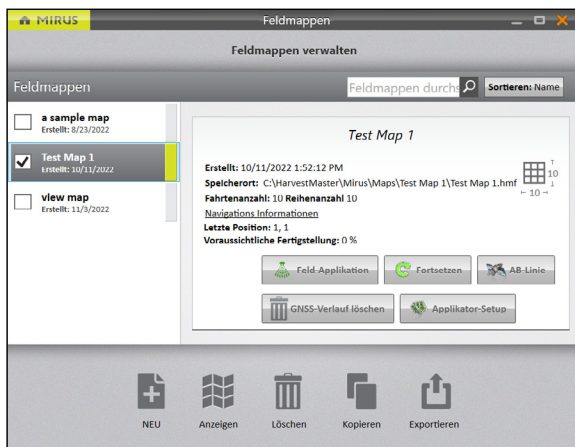 MIRUS
Feldmappen
Feldmappen verwalten
Feldmappen
Feldmappen durchs
Sortieren: Name
a sample map
Erstellt: 8/23/2022
Test Map 1
Erstellt: 10/11/2022
view map
Erstellt: 11/3/2022
Test Map 1
Erstellt: 10/11/2022 1:52:12 PM
Speicherort: C:\HarvestMaster\Mirus\Maps\Test Map 1\Test Map 1.hmf
Fahrtenanzahl: 10 Reihenanzahl 10
10
10
Navigations Informationen
Letzte Position: 1, 1
Voraussichtliche Fertigstellung: 0 %
Feld-Applikation
Fortsetzen
AB-Linie
GNSS-Verlauf löschen
Applikator-Setup
NEU
Anzeigen
Löschen
Kopieren
Exportieren